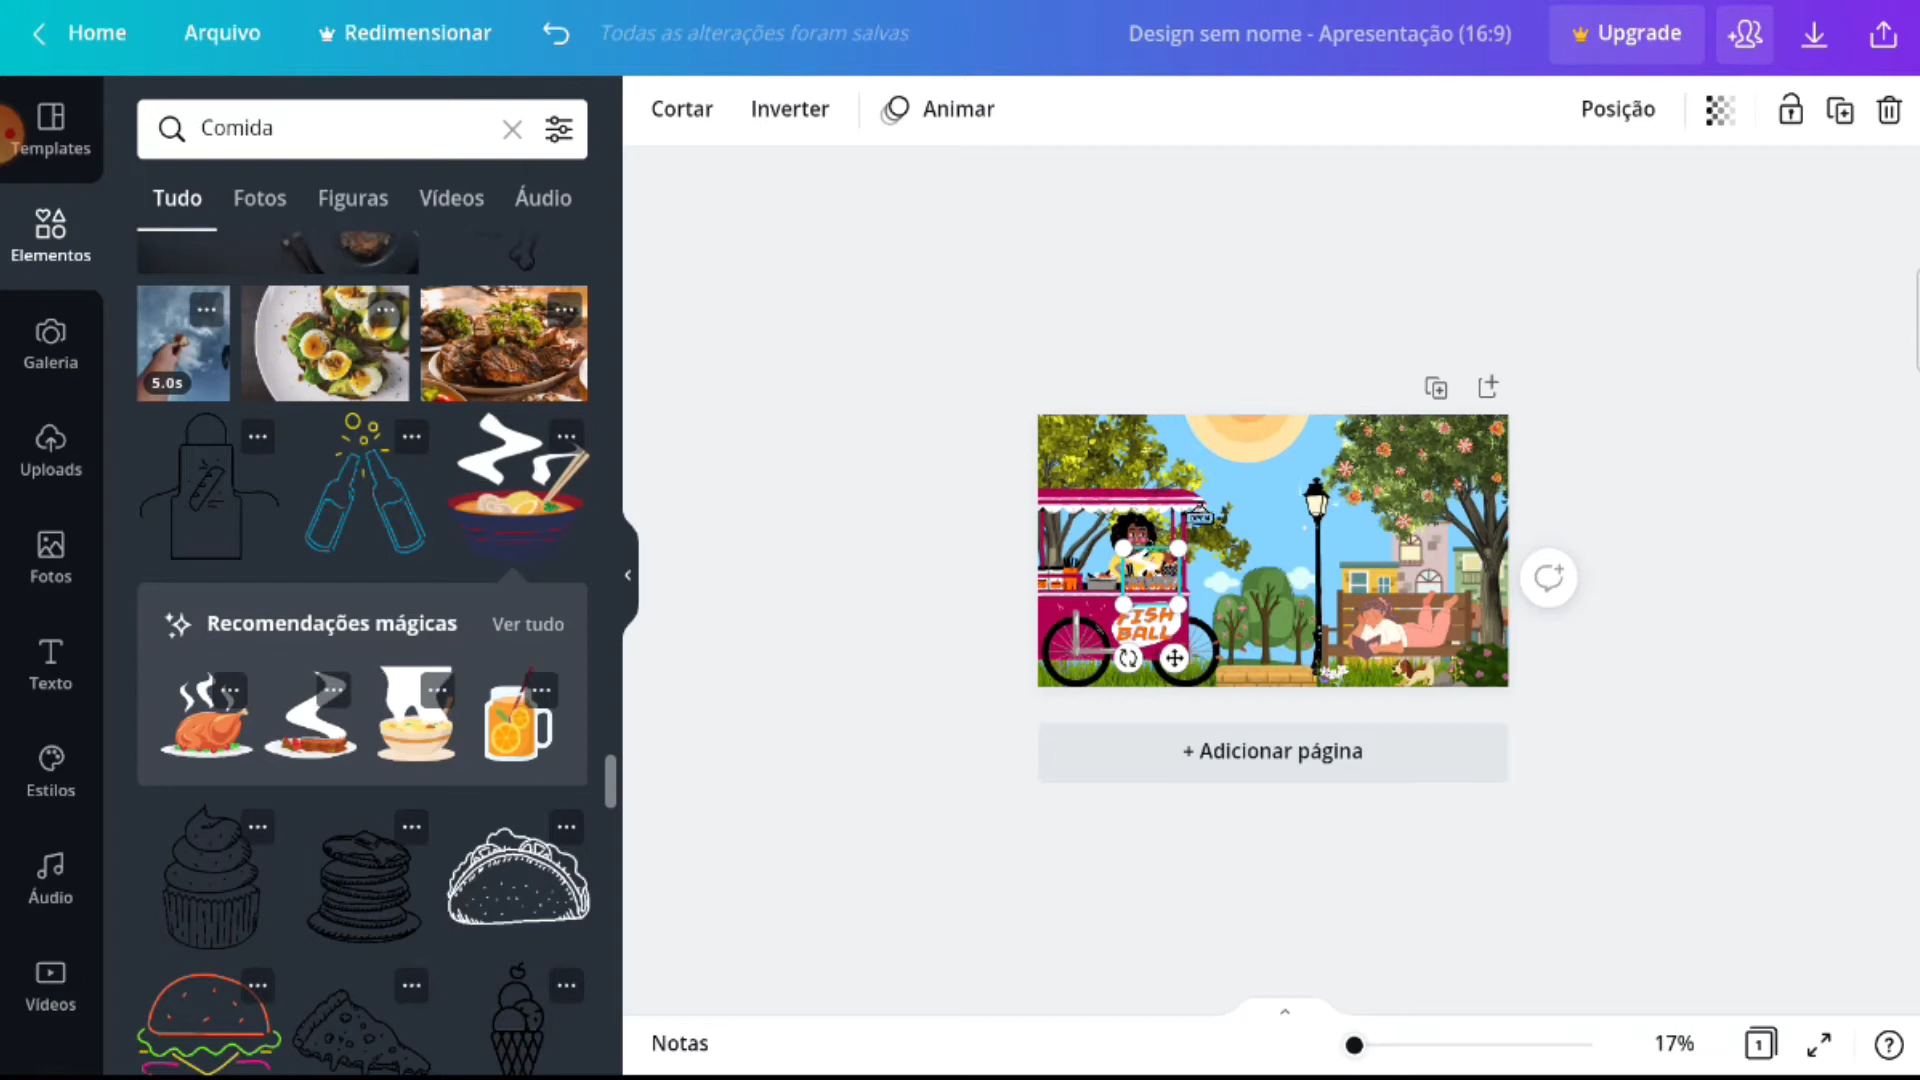 Home
Arquivo
Redimensionar
Todas as alterações foram salvas
Design sem nome - Apresentação (16:9)
Upgrade
Templates
Elementos
Galeria
Uploads
Fotos
Texto
Estilos
Áudio
Vídeos
Comida
Tudo
Fotos
Figuras
Vídeos
Áudio
5.0s
Recomendações mágicas
Ver tudo
Cortar
Inverter
Animar
Posição
OPEN
FISH
BALL
+ Adicionar página
Notas
17%
1
?